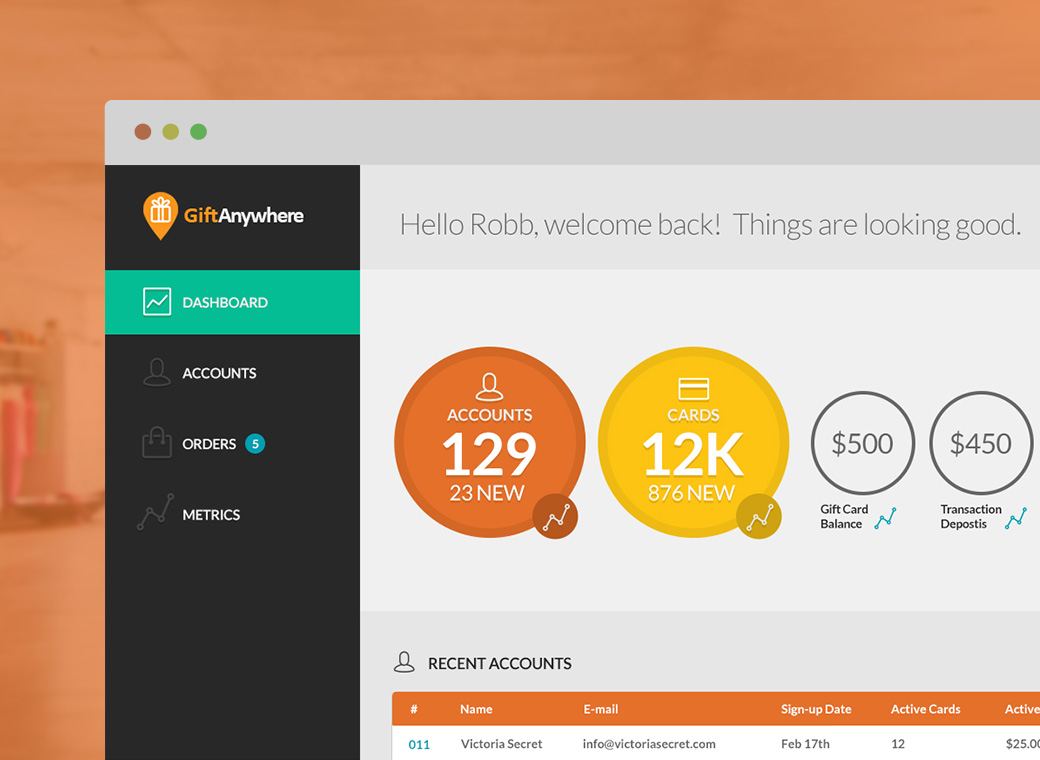 GiftAnywhere
Hello Robb, welcome back! Things are looking good.
DASHBOARD
ACCOUNTS
ORDERS 5
METRICS
ACCOUNTS
129
23 NEW
CARDS
12K
876 NEW
$500
Gift Card
Balance
$450
Transaction
Depostis
RECENT ACCOUNTS
# Name E-mail Sign-up Date Active Cards Active
011 Victoria Secret info@victoriasecret.com Feb 17th 12 $25.00